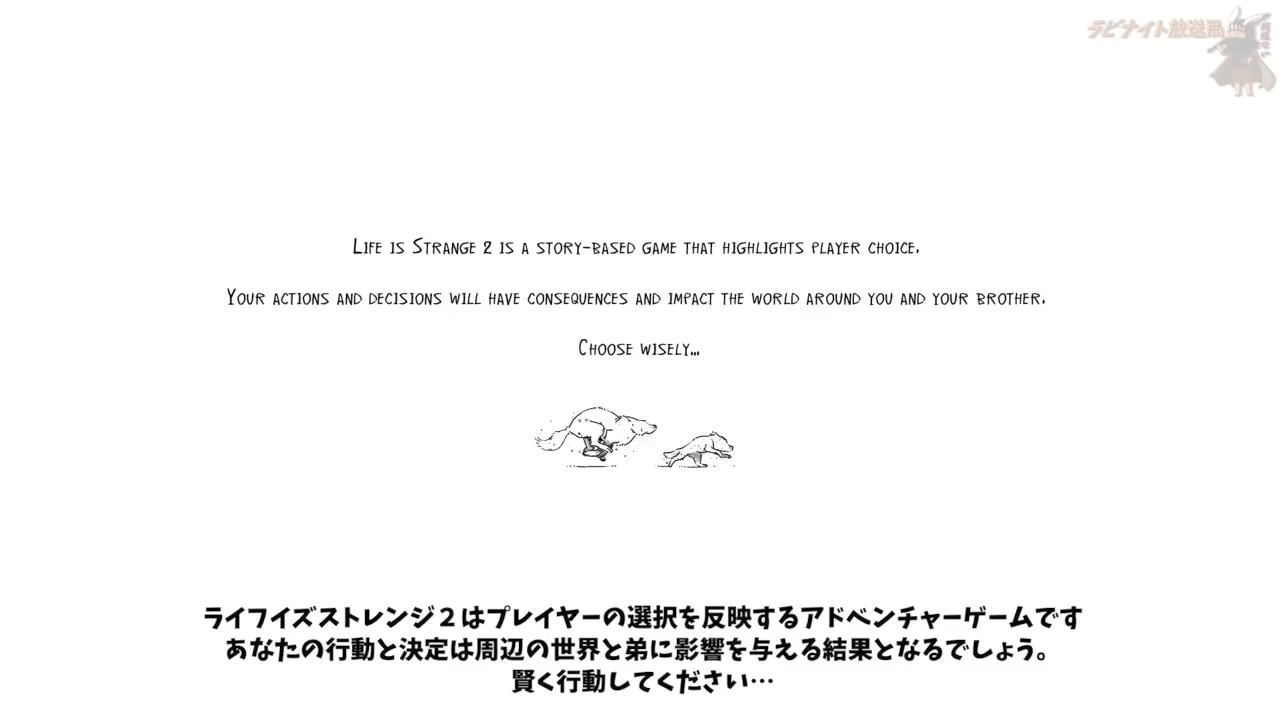 ラビナイト放送局
LIFE IS STRANGE 2 IS A STORY-BASED GAME THAT HIGHLIGHTS PLAYER CHOICE.
YOUR ACTIONS AND DECISIONS WILL HAVE CONSEQUENCES AND IMPACT THE WORLD AROUND YOU AND YOUR BROTHER.
CHOOSE WISELY...
ライフイズストレンジ2はプレイヤーの選択を反映するアドベンチャーゲームです
あなたの行動と決定は周辺の世界と弟に影響を与える結果となるでしょう。
賢く行動してください…